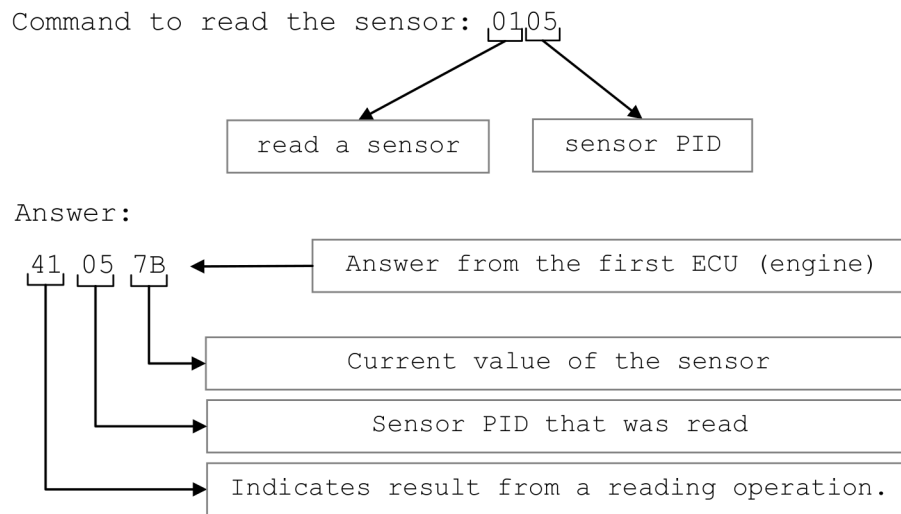 Command to read the sensor: 0105
read a sensor
sensor PID
Answer:
41 05 7B
Answer from the first ECU (engine)
Current value of the sensor
Sensor PID that was read
Indicates result from a reading operation.